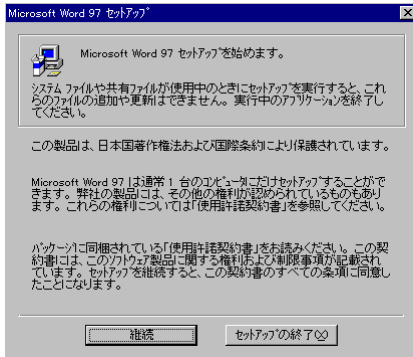 Microsoft Word 97 ｾｯﾄｱｯﾌﾟ
Microsoft Word 97 ｾｯﾄｱｯﾌﾟを始めます。
ｼｽﾃﾑ ﾌｧｲﾙや共有ﾌｧｲﾙが使用中のときにｾｯﾄｱｯﾌﾟを実行すると、これ
らのﾌｧｲﾙの追加や更新はできません。実行中のｱﾌﾟﾘｹｰｼｮﾝを終了し
てください。
この製品は、日本国著作権法および国際条約により保護されています。
Microsoft Word 97 は通常 1 台のｺﾝﾋﾟｭｰﾀにだけｾｯﾄｱｯﾌﾟすることがで
きます。弊社の製品には、その他の権利が認められているものもあり
ます。これらの権利については｢使用許諾契約書｣を参照してください。
ﾊﾟｯｹｰｼﾞに同梱されている｢使用許諾契約書｣をお読みください。この契
約書には、このｿﾌﾄｳｪｱ製品に関する権利および制限事項が記載され
ています。ｾｯﾄｱｯﾌﾟを継続すると、この契約書のすべての条項に同意し
たことになります。
継続
ｾｯﾄｱｯﾌﾟの終了(X)